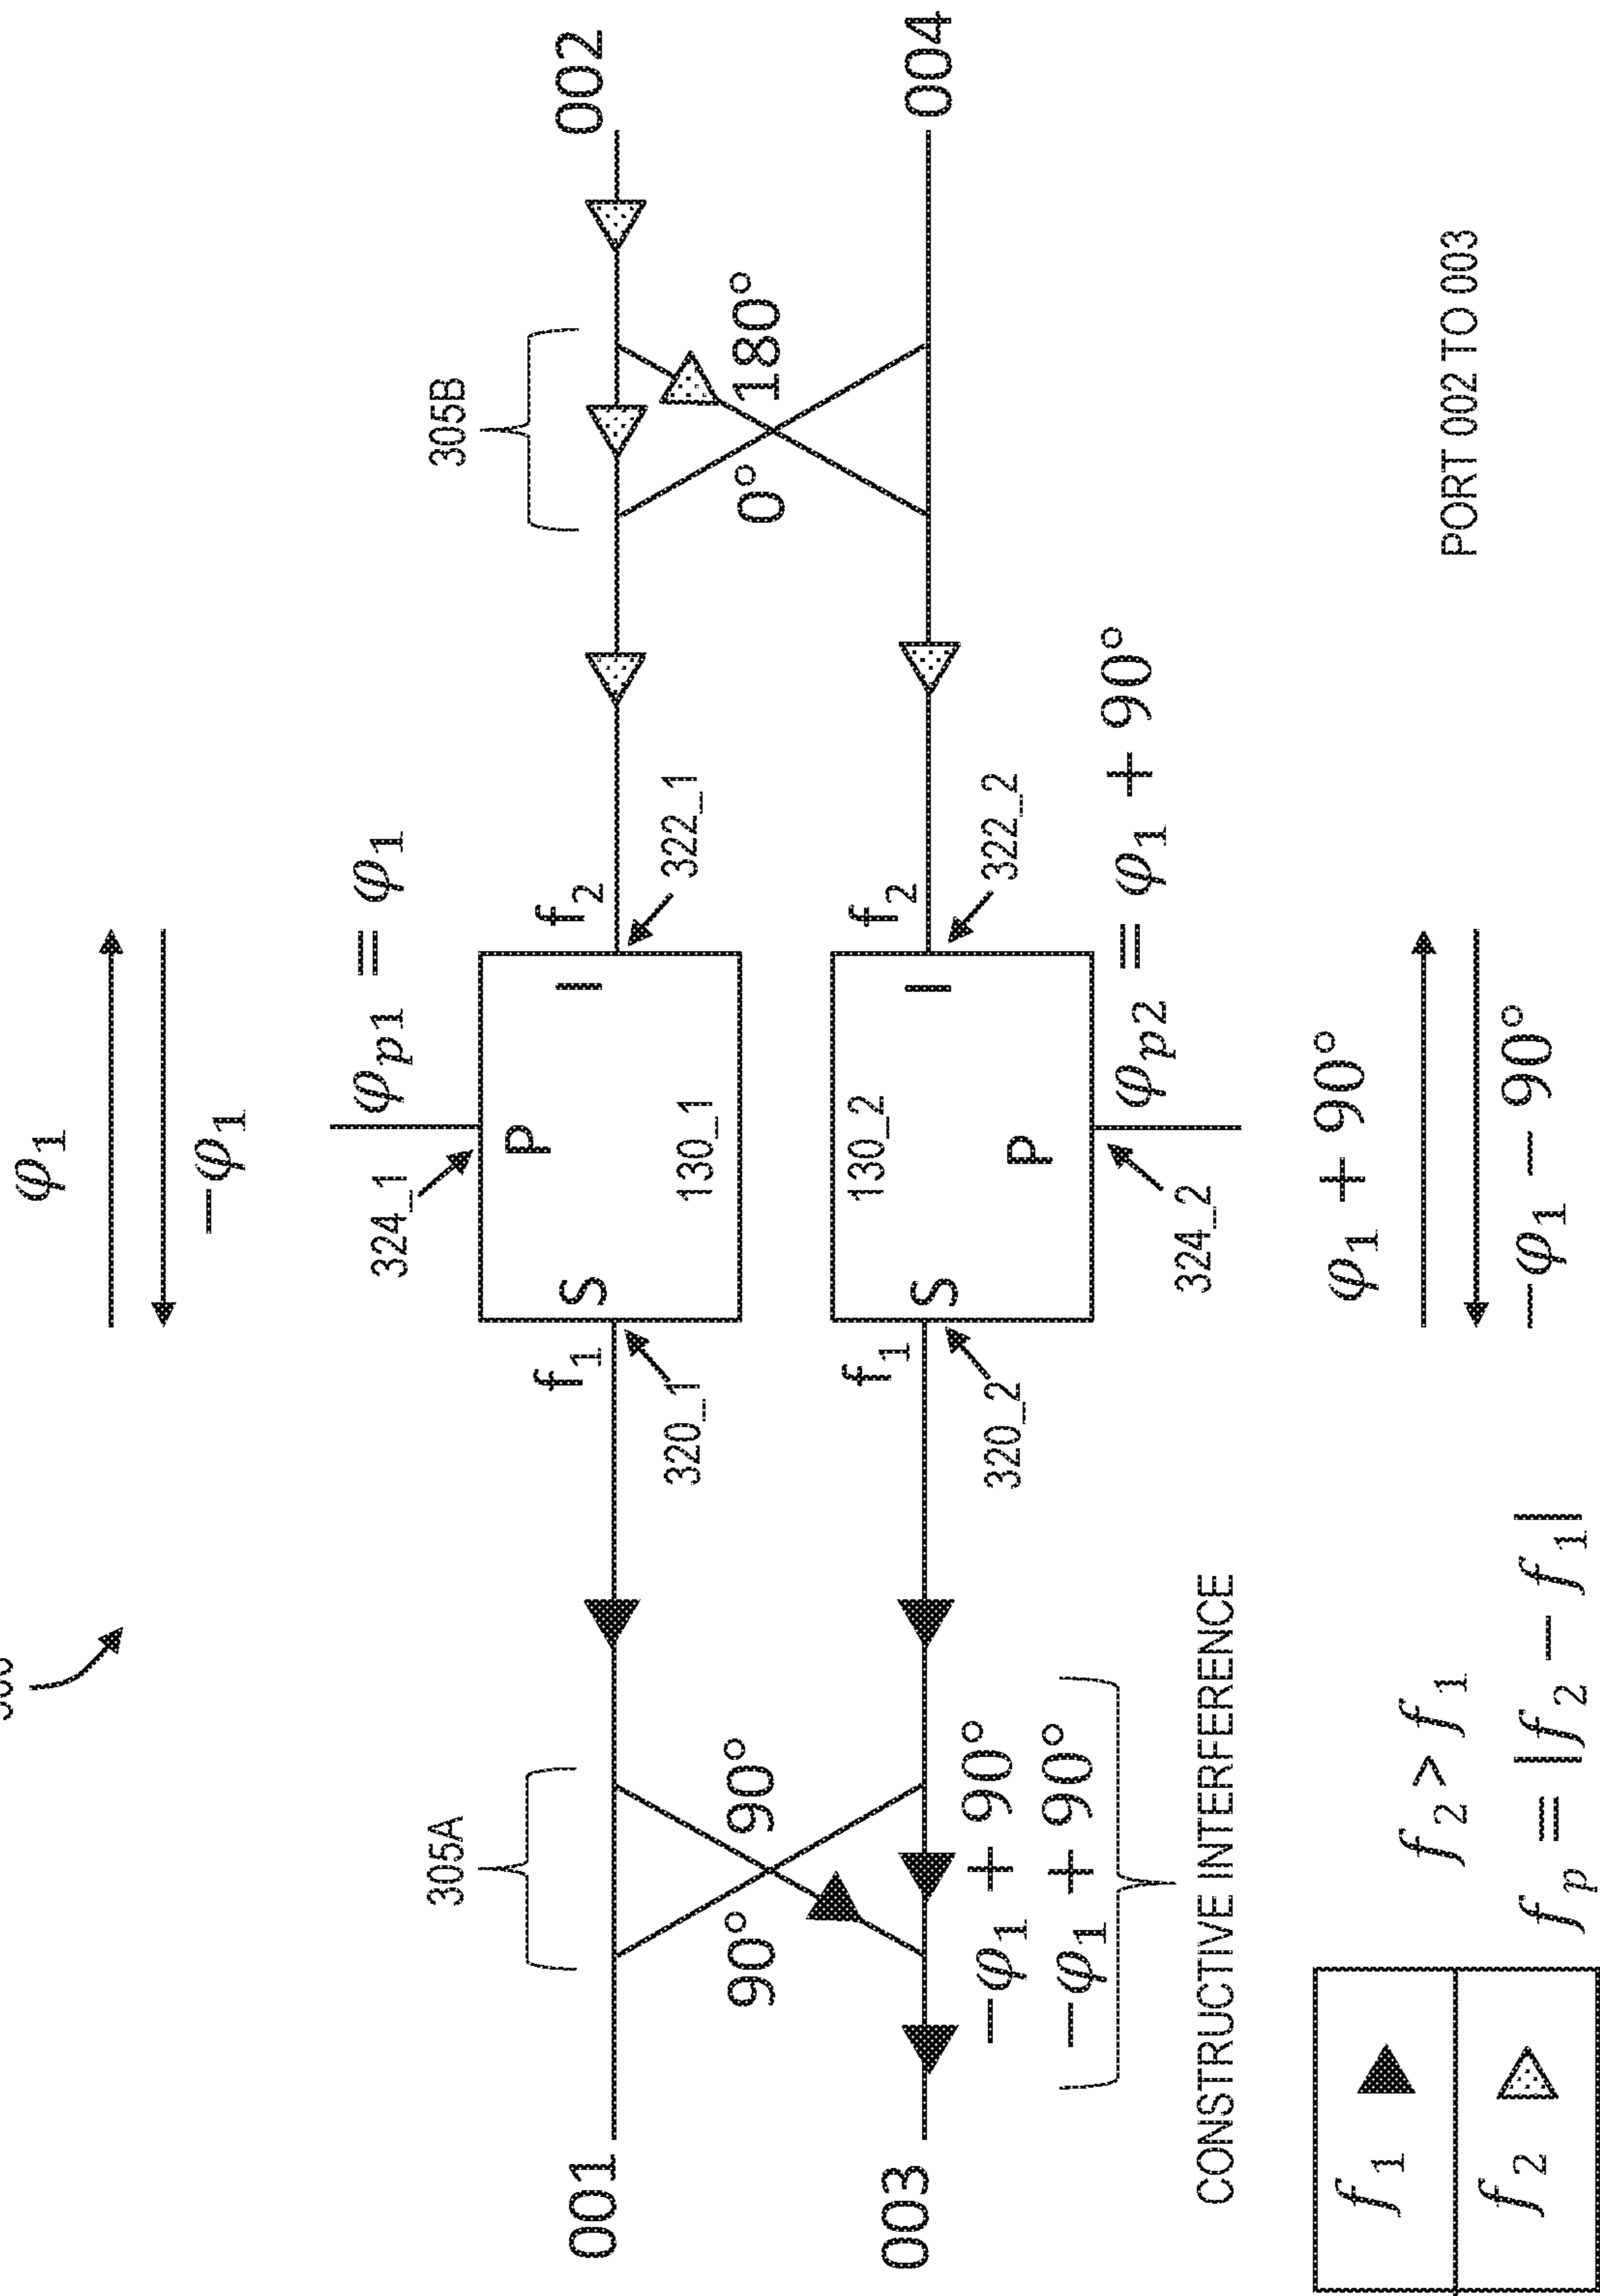 φ₁
−φ₁
φₚ₁ = φ₁
324_1
P
130_1
S
I
f₁
f₂
320_1
322_1
305A
305B
001
002
90°
90°
0°
180°
003
004
130_2
P
S
I
f₁
f₂
320_2
322_2
324_2
φₚ₂ = φ₁ + 90°
−φ₁ + 90°
−φ₁ + 90°
CONSTRUCTIVE INTERFERENCE
φ₁ + 90°
−φ₁ − 90°
PORT 002 TO 003
f₁
f₂
f₂ > f₁
fₚ = |f₂ − f₁|